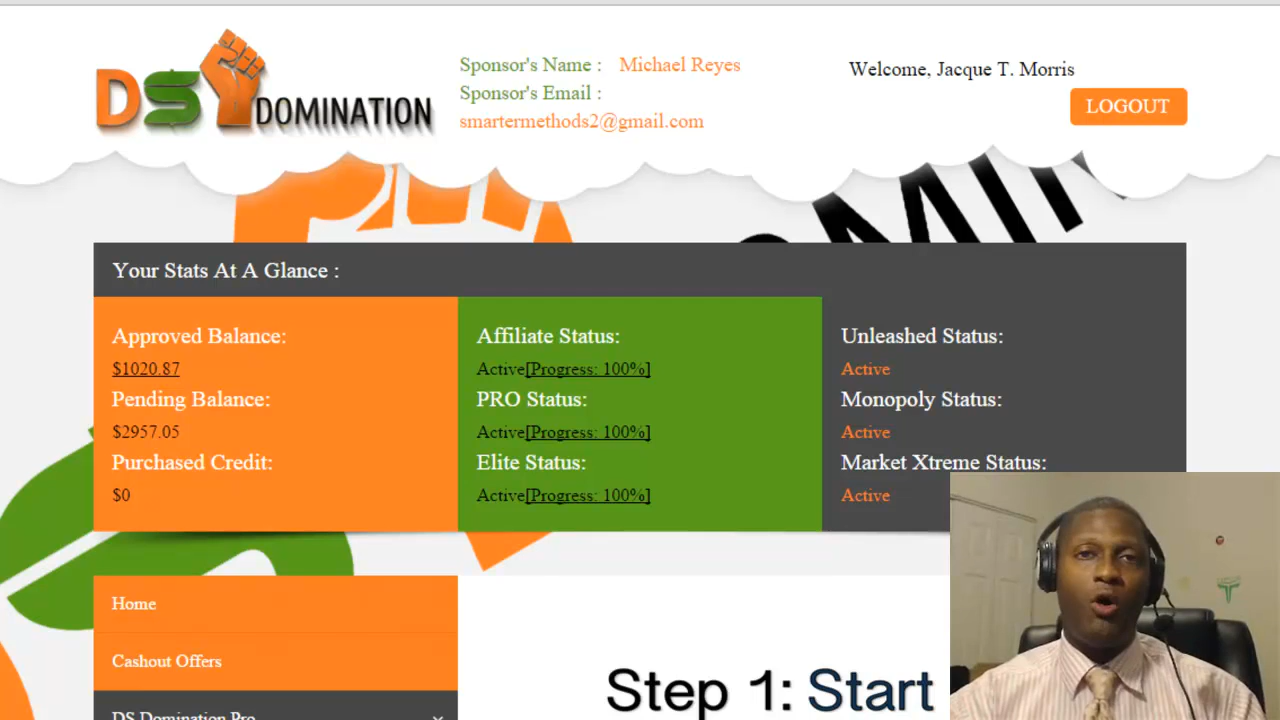 DS DOMINATION
Sponsor's Name : Michael Reyes
Sponsor's Email :
smartermethods2@gmail.com
Welcome, Jacque T. Morris
LOGOUT
Your Stats At A Glance :
Approved Balance:
$1020.87
Pending Balance:
$2957.05
Purchased Credit:
$0
Affiliate Status:
Active[Progress: 100%]
PRO Status:
Active[Progress: 100%]
Elite Status:
Active[Progress: 100%]
Unleashed Status:
Active
Monopoly Status:
Active
Market Xtreme Status:
Active
Home
Cashout Offers
DS Domination Pro
Step 1: Start